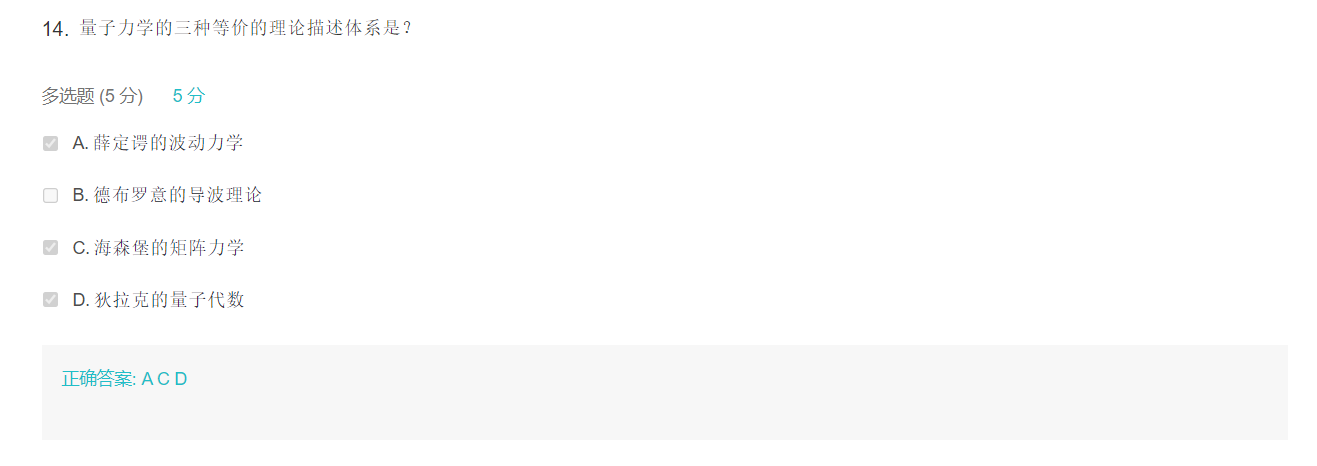 14. 量子力学的三种等价的理论描述体系是?
多选题 (5 分) 5 分
A. 薛定谔的波动力学
B. 德布罗意的导波理论
C. 海森堡的矩阵力学
D. 狄拉克的量子代数
正确答案: A C D